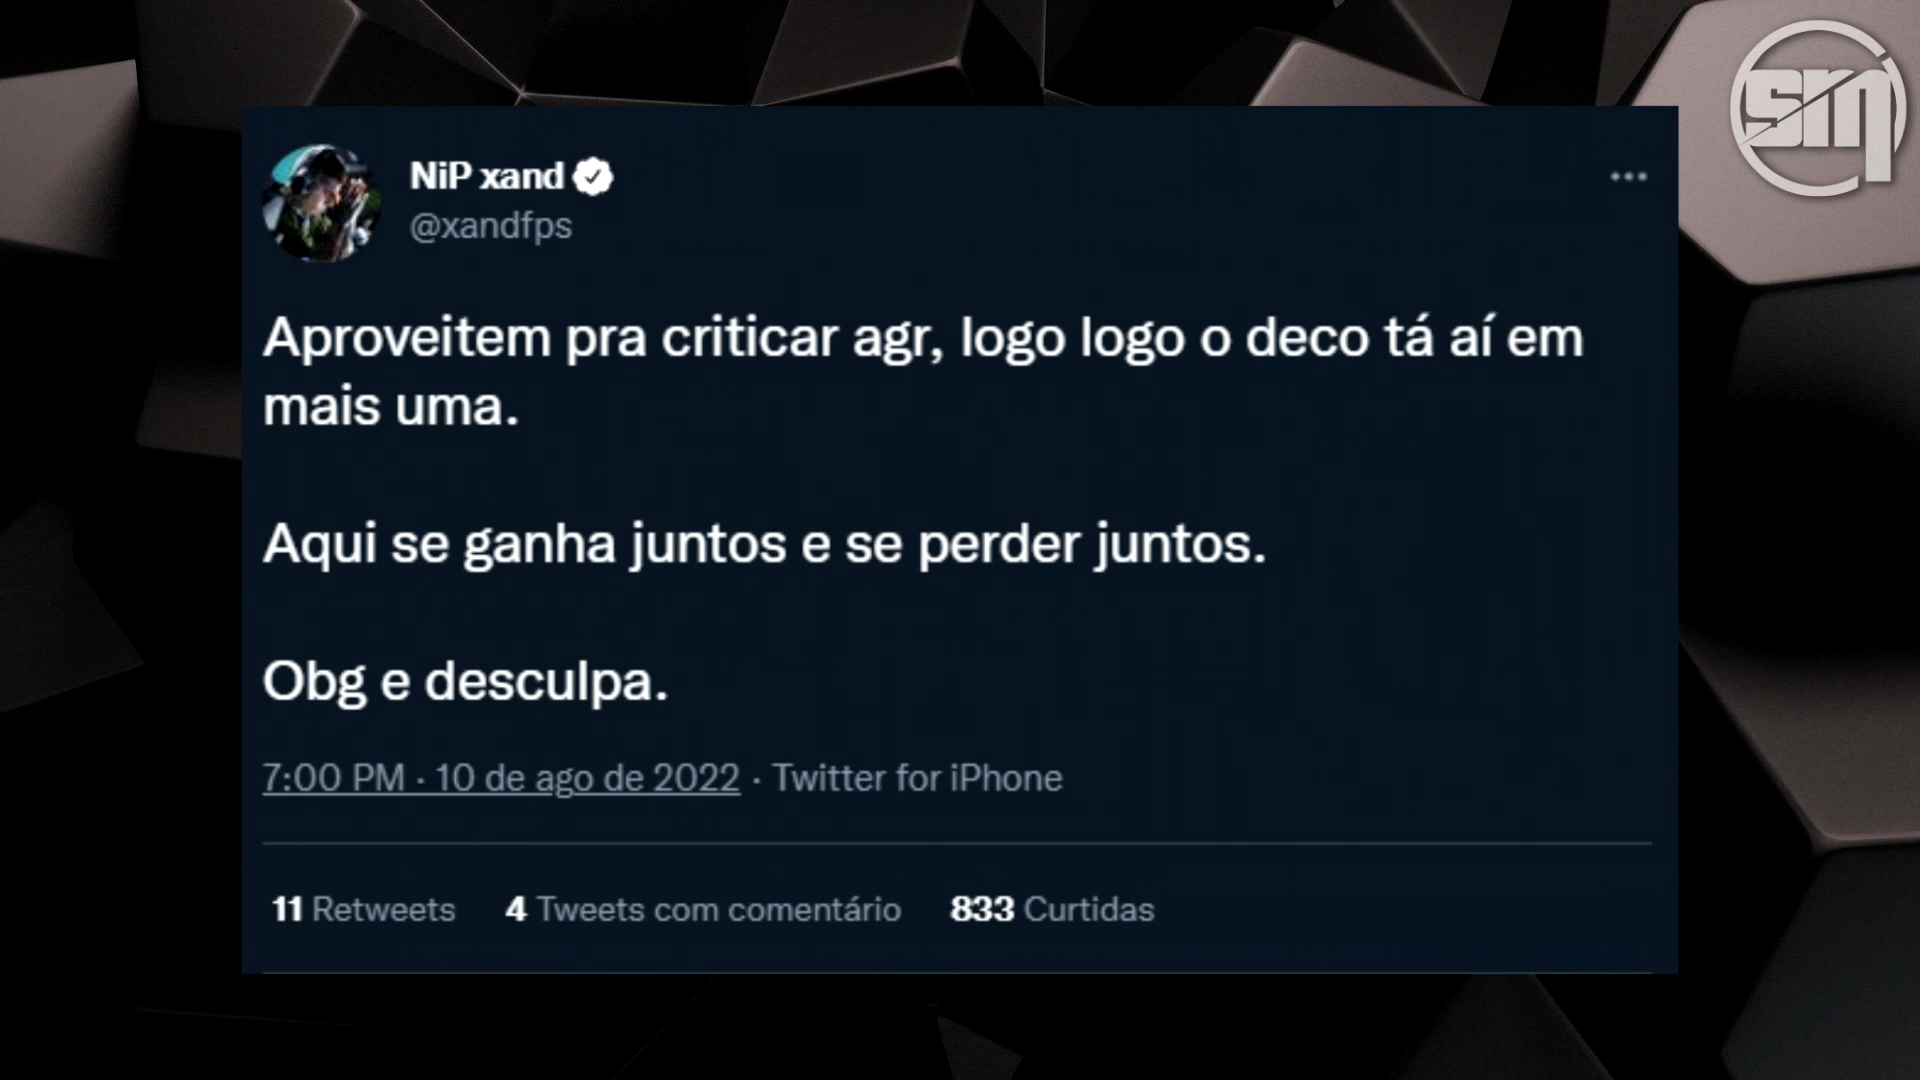 NiP xand
@xandfps
Aproveitem pra criticar agr, logo logo o deco tá aí em
mais uma.
Aqui se ganha juntos e se perder juntos.
Obg e desculpa.
7:00 PM · 10 de ago de 2022 · Twitter for iPhone
11 Retweets 4 Tweets com comentário 833 Curtidas